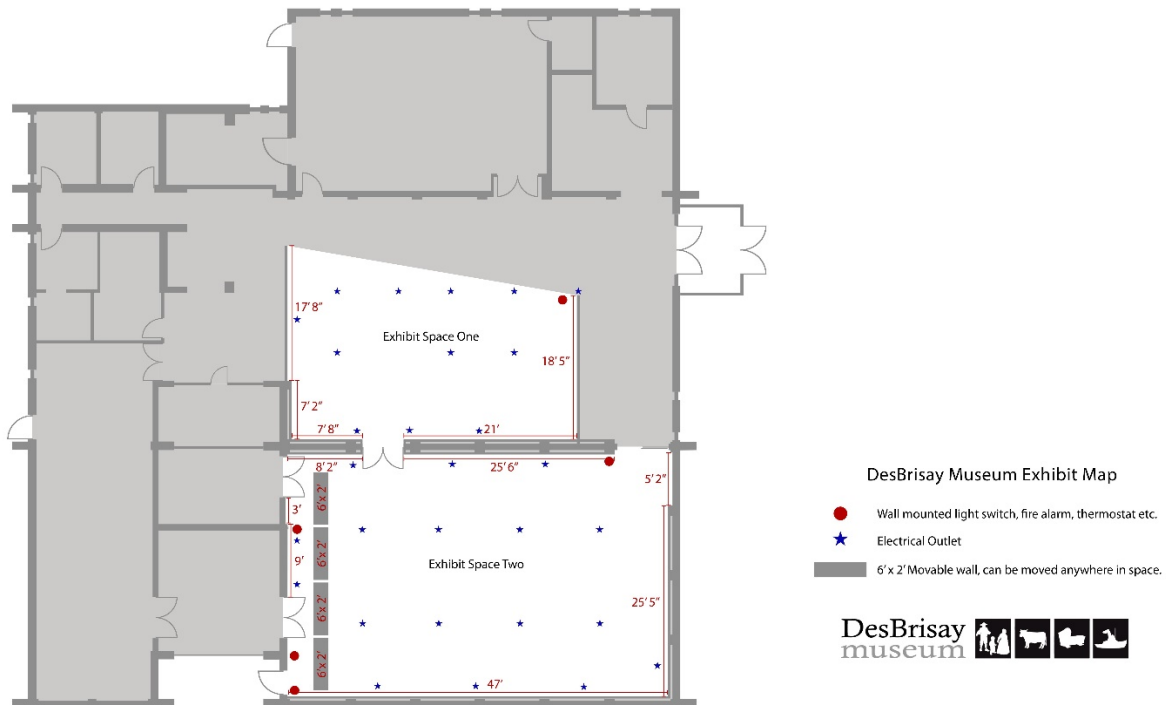 17' 8"
Exhibit Space One
18' 5"
7' 2"
7' 8"
21'
8' 2"
25' 6"
5' 2"
6'x 2'
3'
6'x 2'
9'
Exhibit Space Two
6'x 2'
25' 5"
6'x 2'
47'
DesBrisay Museum Exhibit Map
Wall mounted light switch, fire alarm, thermostat etc.
Electrical Outlet
6' x 2' Movable wall, can be moved anywhere in space.
DesBrisay
museum